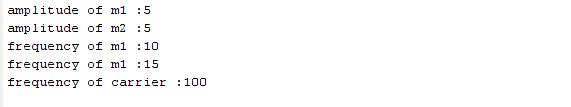 amplitude of m1 :5
amplitude of m2 :5
frequency of m1 :10
frequency of m1 :15
frequency of carrier :100